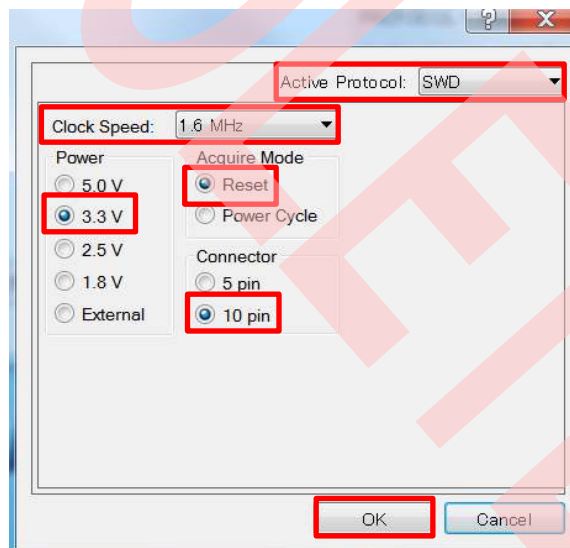 Active Protocol: SWD
Clock Speed: 1.6 MHz
Power
5.0 V
3.3 V
2.5 V
1.8 V
External
Acquire Mode
Reset
Power Cycle
Connector
5 pin
10 pin
OK Cancel